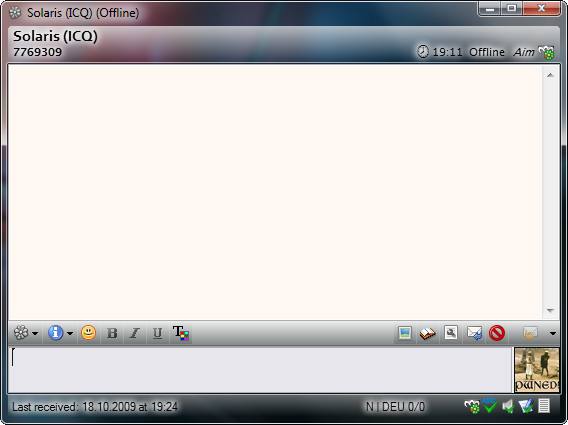 Solaris (ICQ) (Offline)
Solaris (ICQ)
7769309
19:11 Offline Aim
B I U T
PWNED!
Last received: 18.10.2009 at 19:24
N | DEU 0/0
ABC